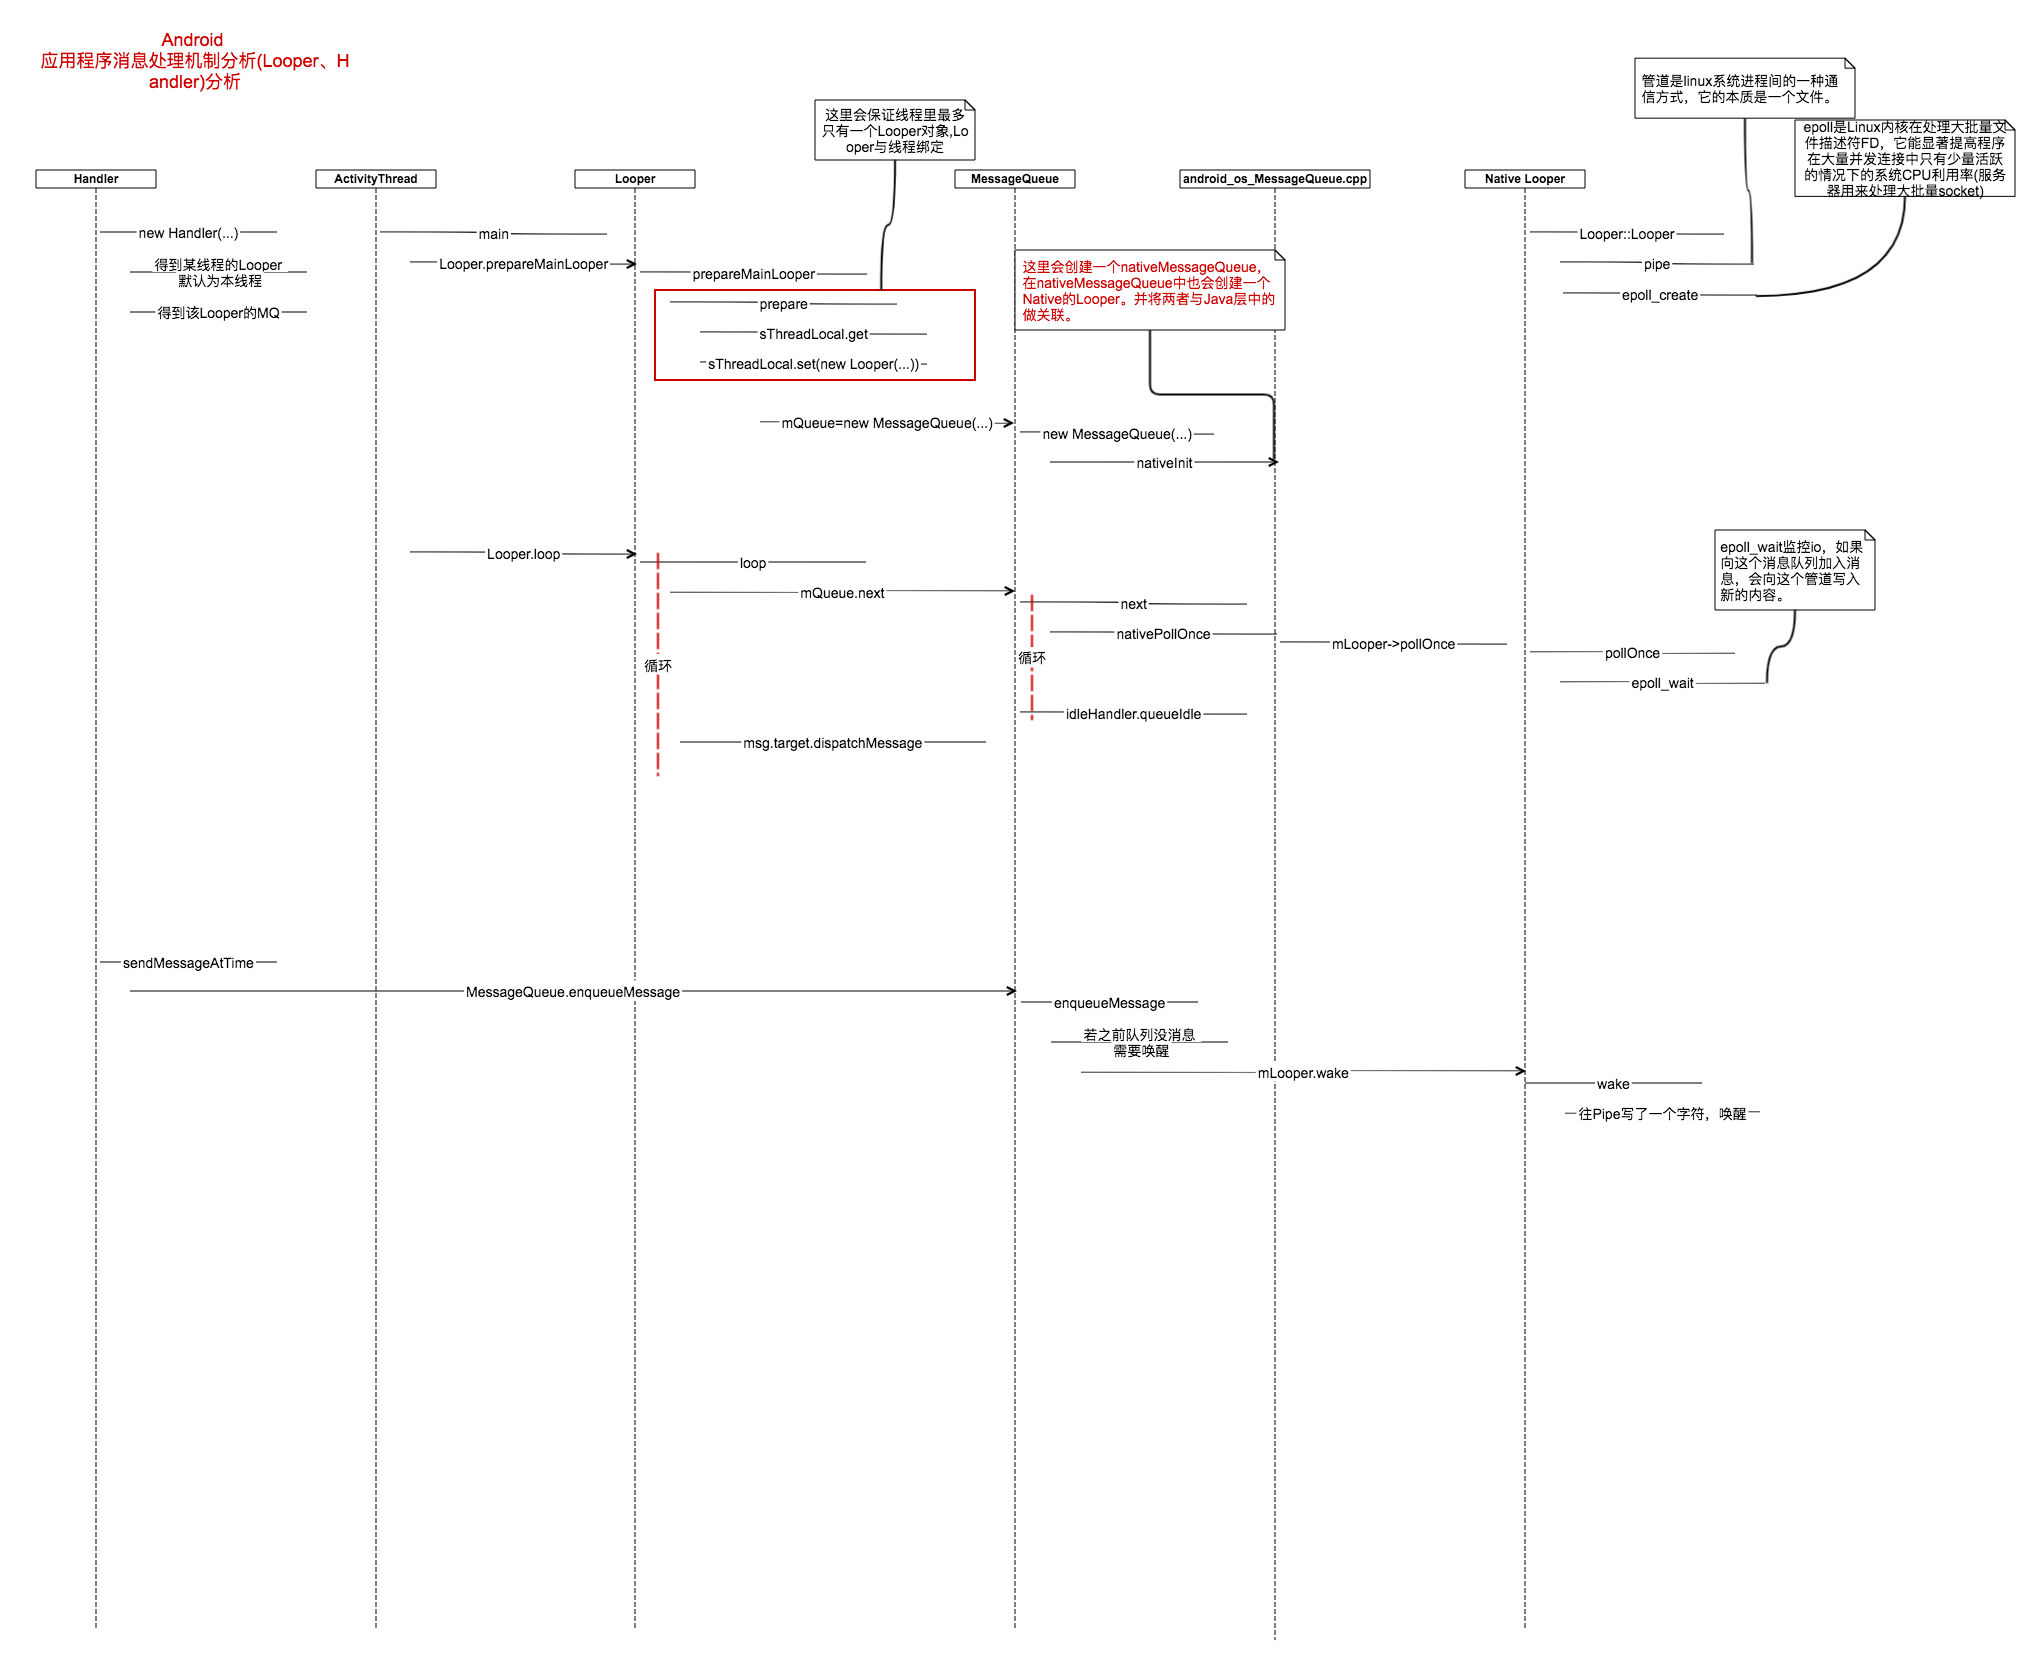 Android
应用程序消息处理机制分析(Looper、H
andler)分析
管道是linux系统进程间的一种通
信方式，它的本质是一个文件。
这里会保证线程里最多
只有一个Looper对象,Lo
oper与线程绑定
epoll是Linux内核在处理大批量文
件描述符FD，它能显著提高程序
在大量并发连接中只有少量活跃
的情况下的系统CPU利用率(服务
器用来处理大批量socket)
Handler
ActivityThread
Looper
MessageQueue
android_os_MessageQueue.cpp
Native Looper
new Handler(...)
main
Looper::Looper
得到某线程的Looper
默认为本线程
Looper.prepareMainLooper
prepareMainLooper
这里会创建一个nativeMessageQueue，
在nativeMessageQueue中也会创建一个
Native的Looper。并将两者与Java层中的
做关联。
pipe
得到该Looper的MQ
prepare
epoll_create
sThreadLocal.get
sThreadLocal.set(new Looper(...))
mQueue=new MessageQueue(...)
new MessageQueue(...)
nativeInit
Looper.loop
loop
epoll_wait监控io，如果
向这个消息队列加入消
息，会向这个管道写入
新的内容。
mQueue.next
next
nativePollOnce
mLooper->pollOnce
pollOnce
循环
循环
epoll_wait
idleHandler.queueIdle
msg.target.dispatchMessage
sendMessageAtTime
MessageQueue.enqueueMessage
enqueueMessage
若之前队列没消息
需要唤醒
mLooper.wake
wake
往Pipe写了一个字符，唤醒